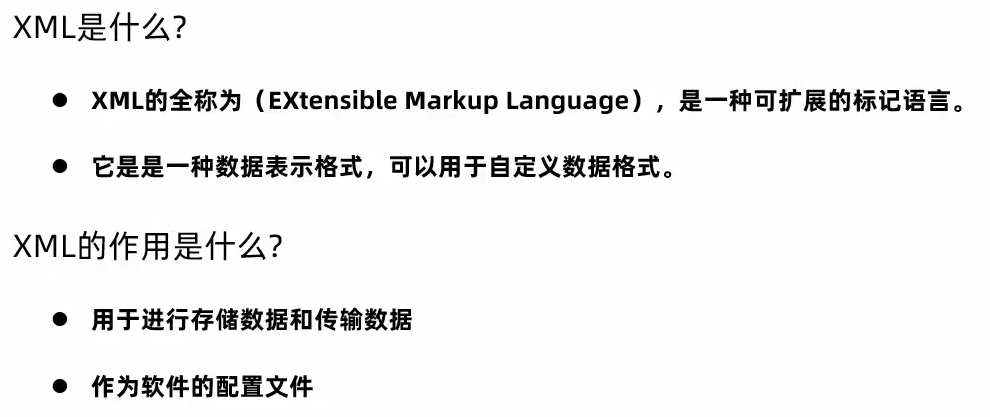 XML是什么?
● XML的全称为（EXtensible Markup Language），是一种可扩展的标记语言。
● 它是是一种数据表示格式，可以用于自定义数据格式。
XML的作用是什么?
● 用于进行存储数据和传输数据
● 作为软件的配置文件